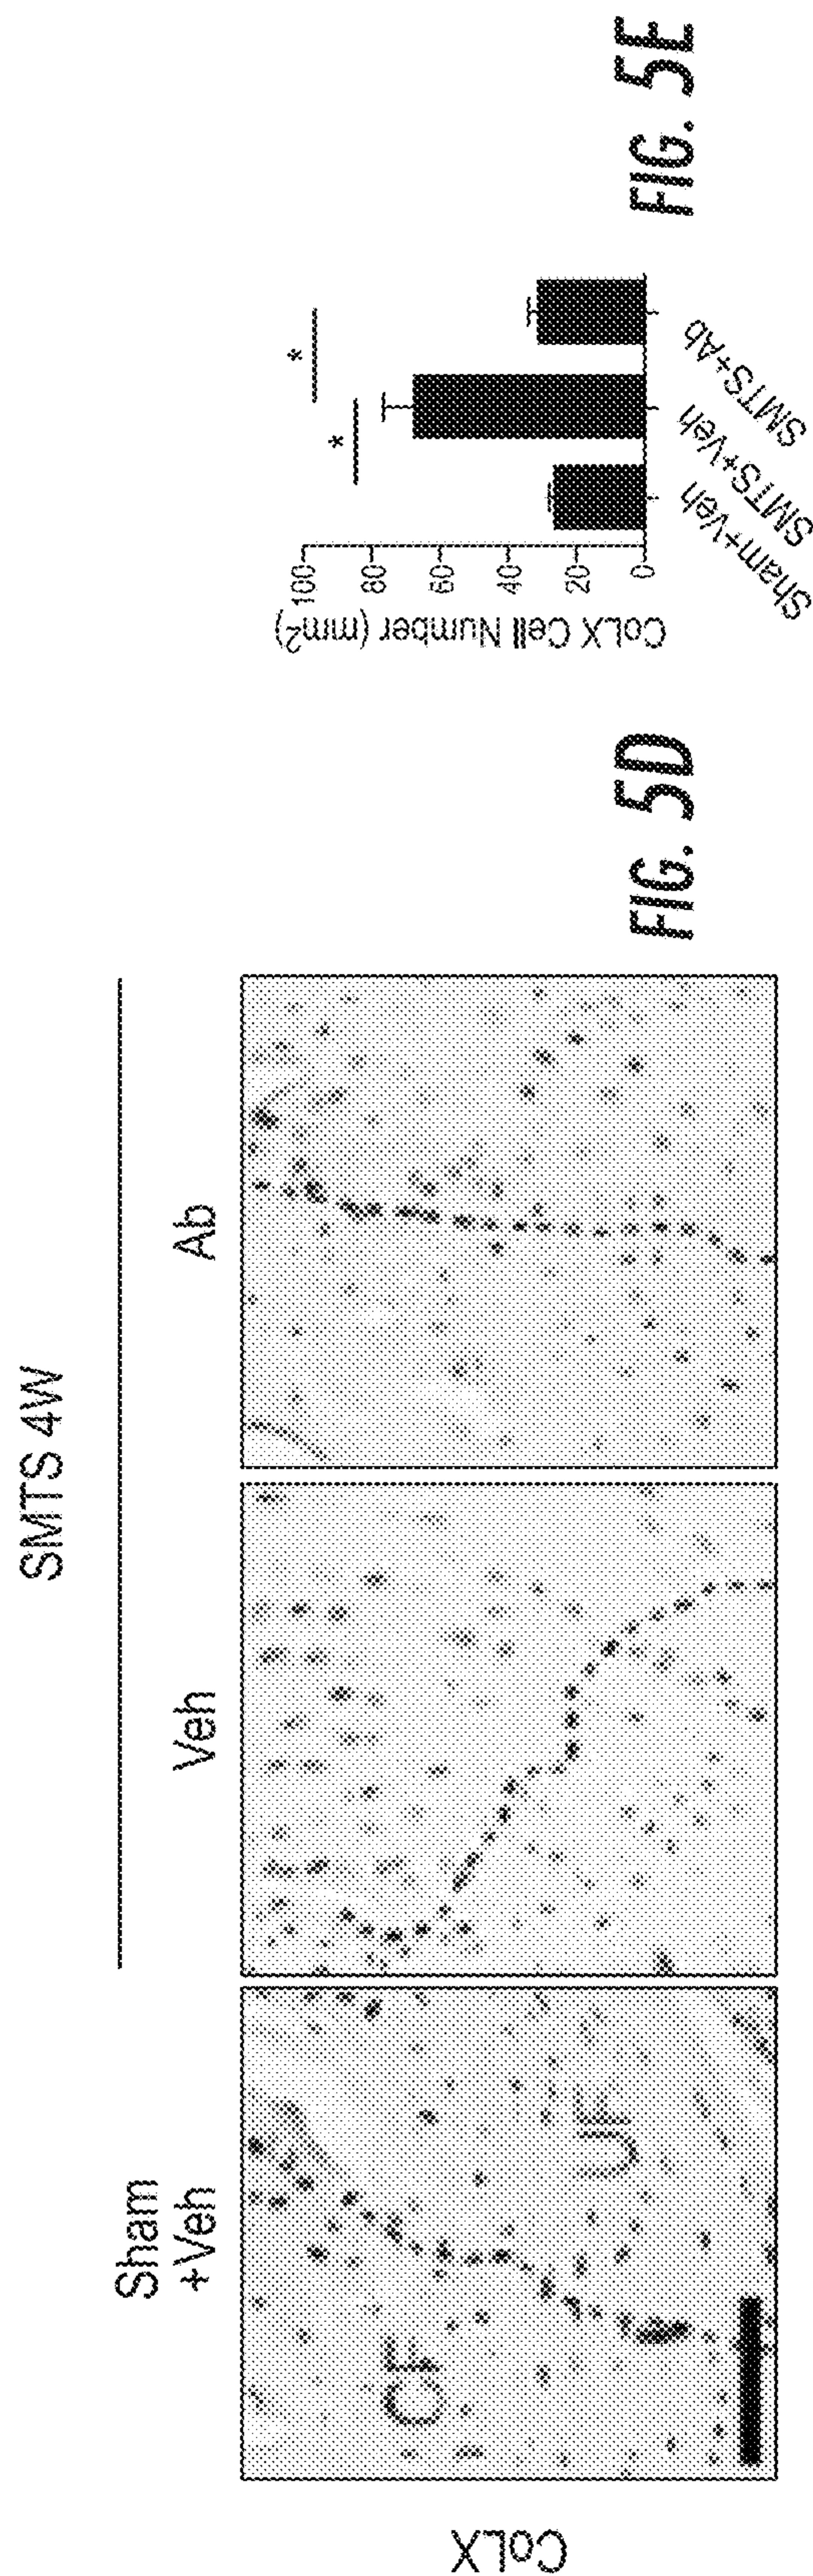 SMTS 4W
Sham
+Veh
Veh
Ab
CoLX
CF
UF
FIG. 5D
CoLX Cell Number (mm²)
100
80
60
40
20
0
*
*
Sham+Veh
SMTS+Veh
SMTS+Ab
FIG. 5E